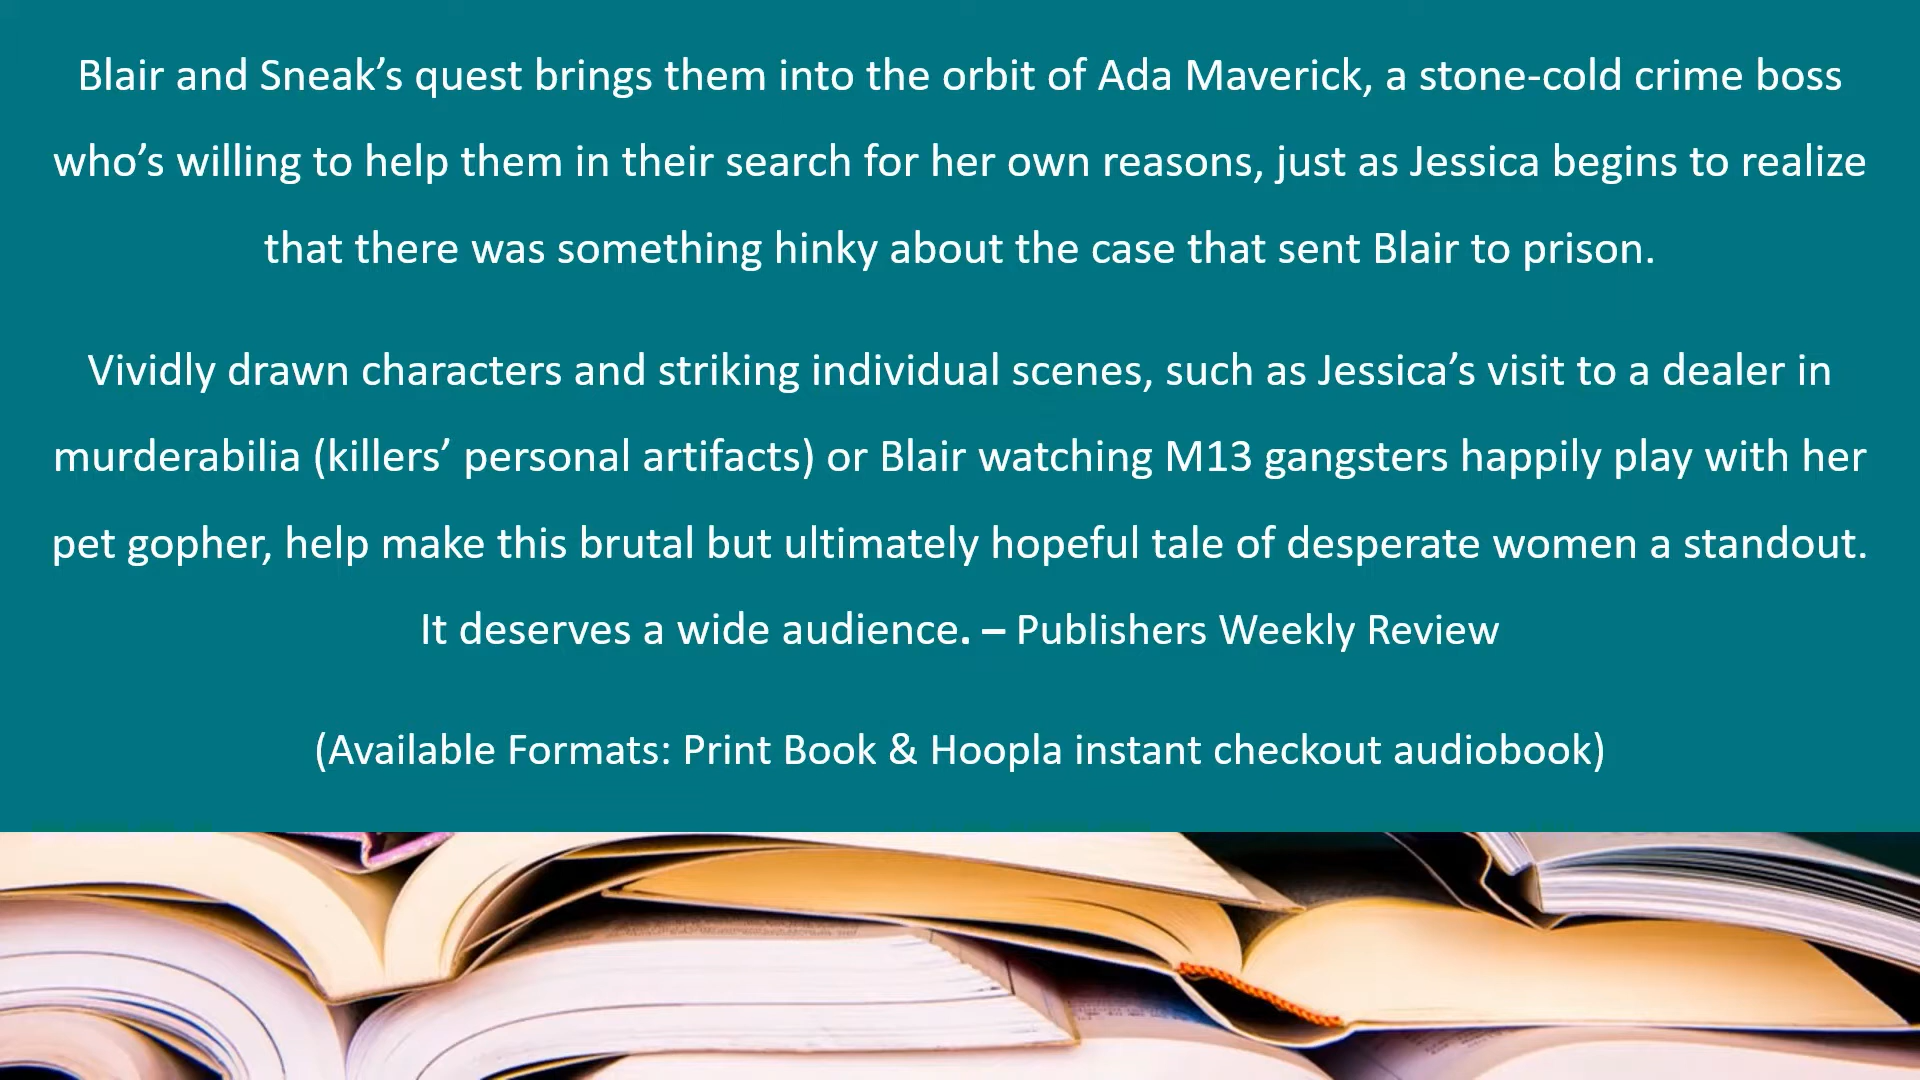 Blair and Sneak’s quest brings them into the orbit of Ada Maverick, a stone-cold crime boss
who’s willing to help them in their search for her own reasons, just as Jessica begins to realize
that there was something hinky about the case that sent Blair to prison.
Vividly drawn characters and striking individual scenes, such as Jessica’s visit to a dealer in
murderabilia (killers’ personal artifacts) or Blair watching M13 gangsters happily play with her
pet gopher, help make this brutal but ultimately hopeful tale of desperate women a standout.
It deserves a wide audience. – Publishers Weekly Review
(Available Formats: Print Book & Hoopla instant checkout audiobook)